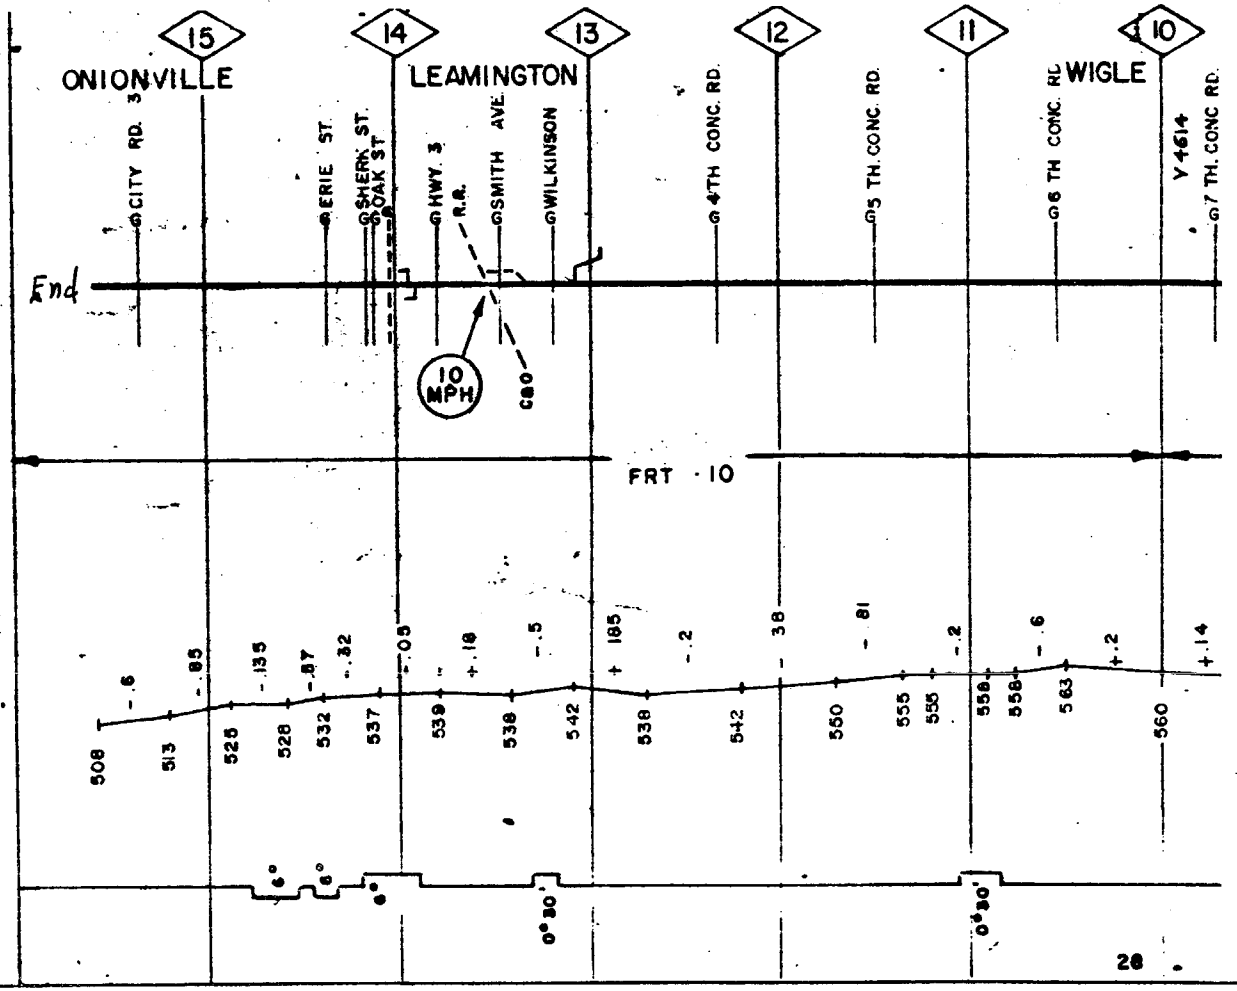 15 14 13 12 11 10
ONIONVILLE LEAMINGTON WIGLE
CITY RD. 3
ERIE ST.
SHERK ST.
OAK ST
HWY. 3
R.R.
SMITH AVE.
WILKINSON
4TH CONC. RD.
5 TH. CONC. RD.
6 TH CONC. RD
Y4614
7 TH. CONC RD.
End
10
MPH
C&O
FRT · 10
-.6 -.85 -.135 -.57 -.32 -.05 +.18 -.5 +.185 -.2 -.38 -.81 -.2 -.6 +.2 +.14
508 513 525 528 532 537 539 538 542 538 542 550 555 555 558 558 563 560
6° 6° 6° 0°30' 0°30'
28